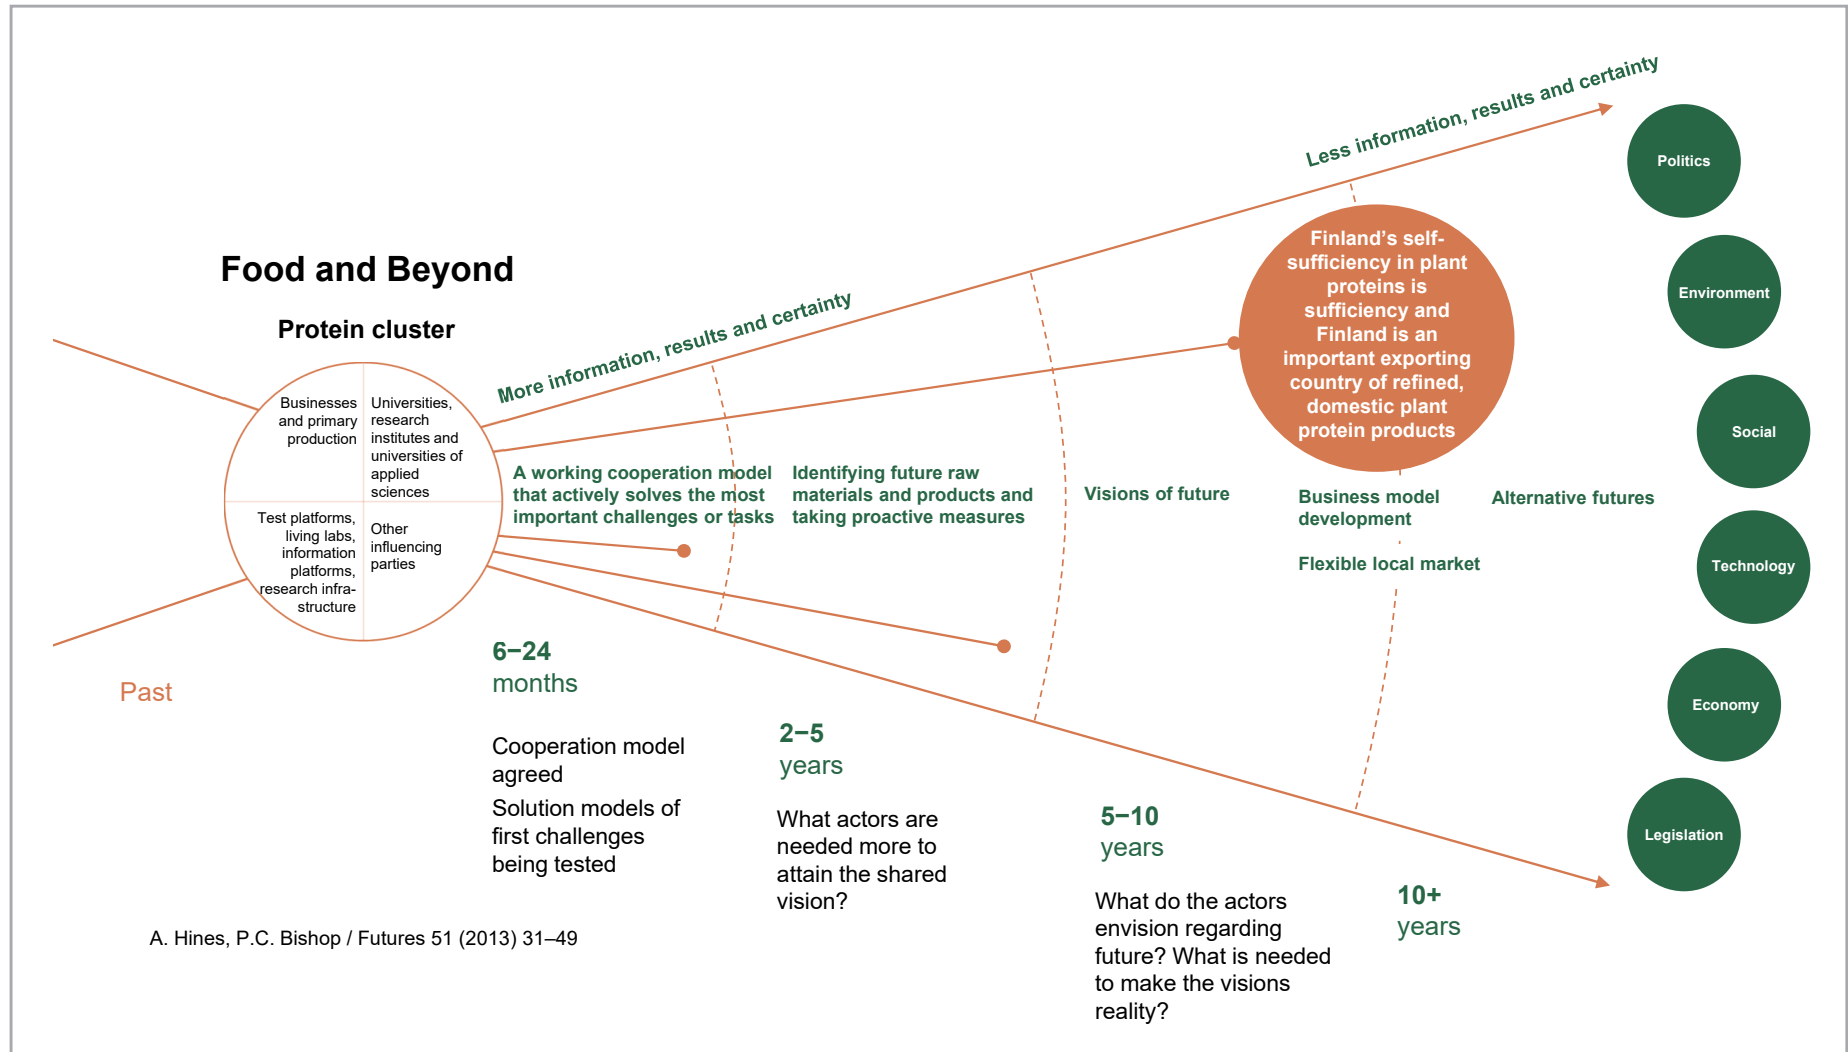 Food and Beyond
Protein cluster
Businesses
and primary
production
Universities,
research
institutes and
universities of
applied
sciences
Test platforms,
living labs,
information
platforms,
research infra-
structure
Other
influencing
parties
Past
More information, results and certainty
Less information, results and certainty
A working cooperation model
that actively solves the most
important challenges or tasks
Identifying future raw
materials and products and
taking proactive measures
Visions of future
Finland’s self-
sufficiency in plant
proteins is
sufficiency and
Finland is an
important exporting
country of refined,
domestic plant
protein products
Business model
development
Flexible local market
Alternative futures
Politics
Environment
Social
Technology
Economy
Legislation
6−24
months
Cooperation model
agreed
Solution models of
first challenges
being tested
2−5
years
What actors are
needed more to
attain the shared
vision?
5−10
years
What do the actors
envision regarding
future? What is needed
to make the visions
reality?
10+
years
A. Hines, P.C. Bishop / Futures 51 (2013) 31–49